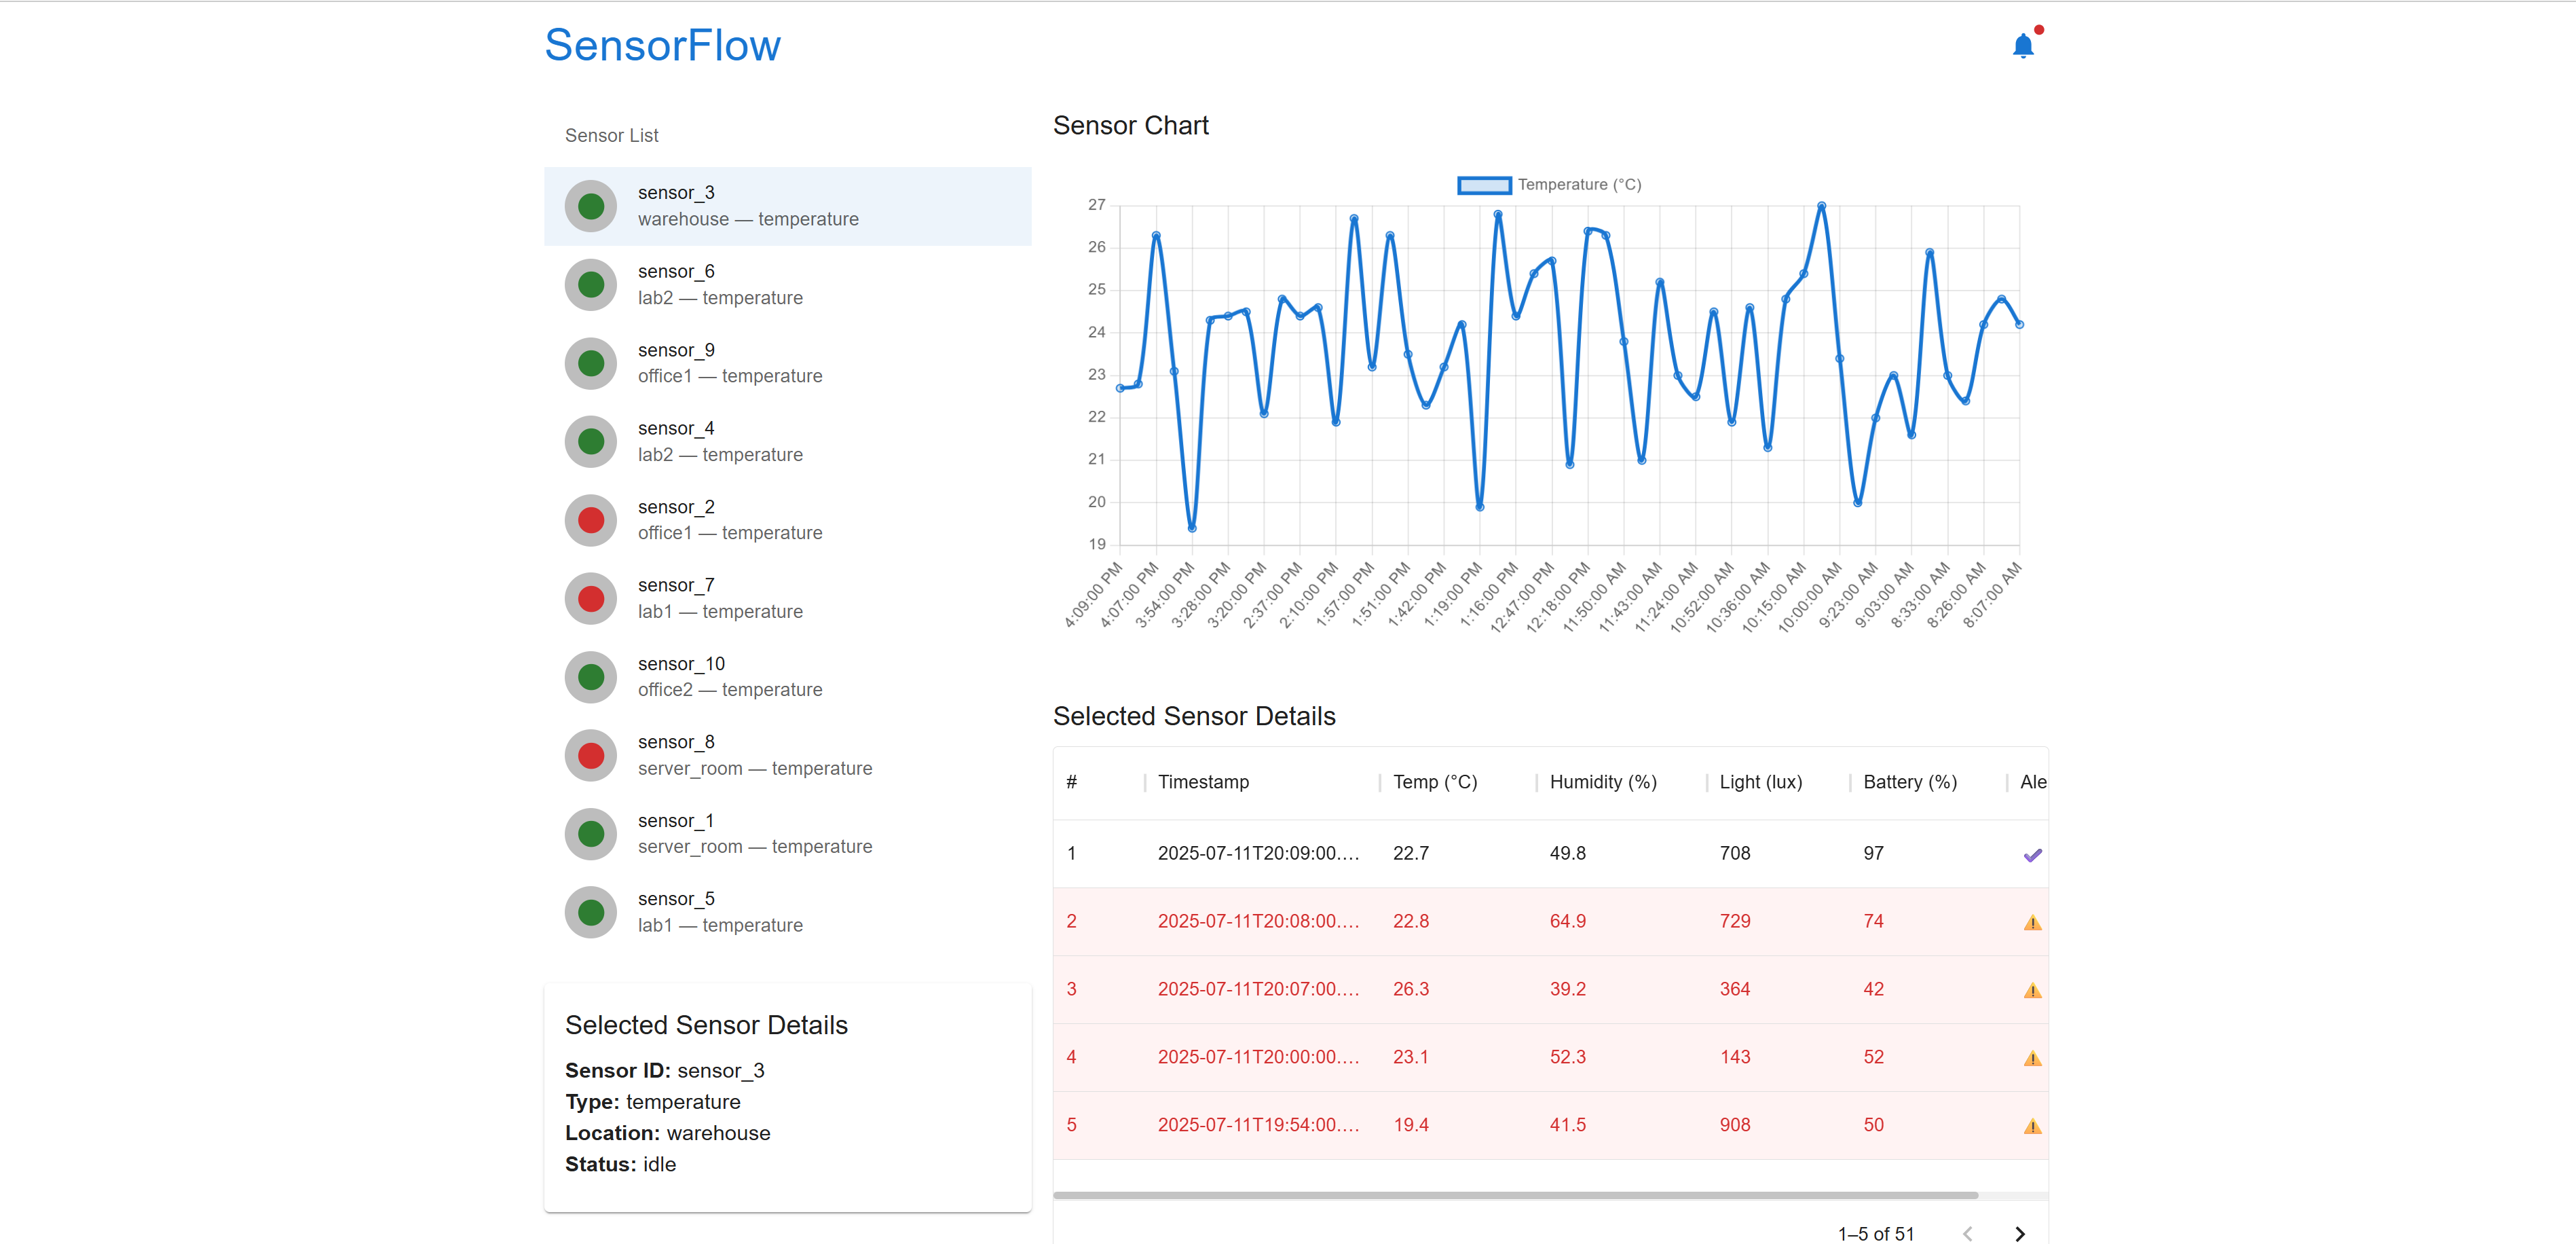 SensorFlow
Sensor List
sensor_3
warehouse — temperature
sensor_6
lab2 — temperature
sensor_9
office1 — temperature
sensor_4
lab2 — temperature
sensor_2
office1 — temperature
sensor_7
lab1 — temperature
sensor_10
office2 — temperature
sensor_8
server_room — temperature
sensor_1
server_room — temperature
sensor_5
lab1 — temperature
Selected Sensor Details
Sensor ID: sensor_3
Type: temperature
Location: warehouse
Status: idle
Sensor Chart
Temperature (°C)
27
26
25
24
23
22
21
20
19
4:09:00 PM
4:07:00 PM
3:54:00 PM
3:28:00 PM
3:20:00 PM
2:37:00 PM
2:10:00 PM
1:57:00 PM
1:51:00 PM
1:42:00 PM
1:19:00 PM
1:16:00 PM
12:47:00 PM
12:18:00 PM
11:50:00 AM
11:43:00 AM
11:24:00 AM
10:52:00 AM
10:36:00 AM
10:15:00 AM
10:00:00 AM
9:23:00 AM
9:03:00 AM
8:33:00 AM
8:26:00 AM
8:07:00 AM
Selected Sensor Details
# Timestamp Temp (°C) Humidity (%) Light (lux) Battery (%) Ale
1 2025-07-11T20:09:00.... 22.7 49.8 708 97
2 2025-07-11T20:08:00.... 22.8 64.9 729 74
3 2025-07-11T20:07:00.... 26.3 39.2 364 42
4 2025-07-11T20:00:00.... 23.1 52.3 143 52
5 2025-07-11T19:54:00.... 19.4 41.5 908 50
1–5 of 51